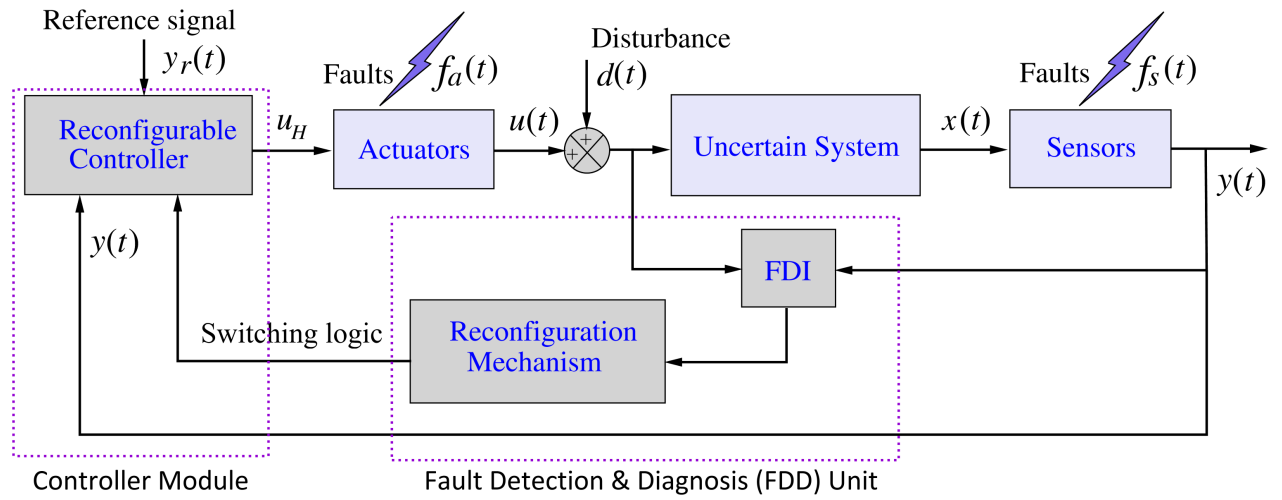 Reference signal
y_r(t)
Faults
f_a(t)
Disturbance
d(t)
Faults
f_s(t)
Reconfigurable
Controller
u_H
Actuators
u(t)
+
+
Uncertain System
x(t)
Sensors
y(t)
y(t)
FDI
Switching logic
Reconfiguration
Mechanism
Controller Module
Fault Detection & Diagnosis (FDD) Unit